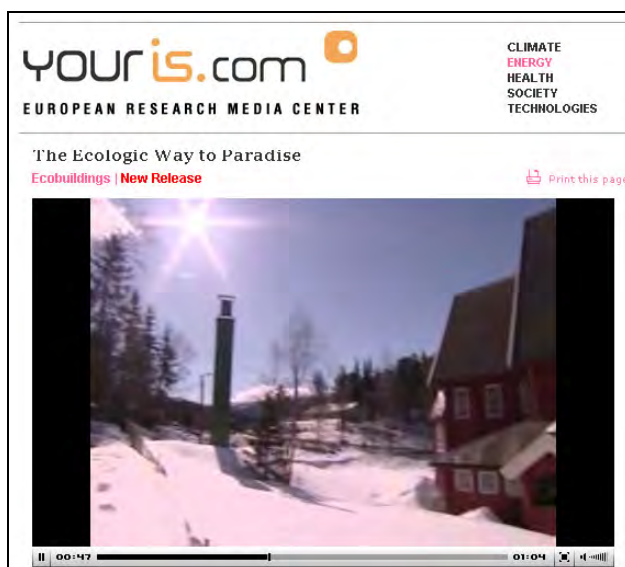 youris.com
EUROPEAN RESEARCH MEDIA CENTER
CLIMATE
ENERGY
HEALTH
SOCIETY
TECHNOLOGIES
The Ecologic Way to Paradise
Ecobuildings | New Release
Print this page
00:47
01:04